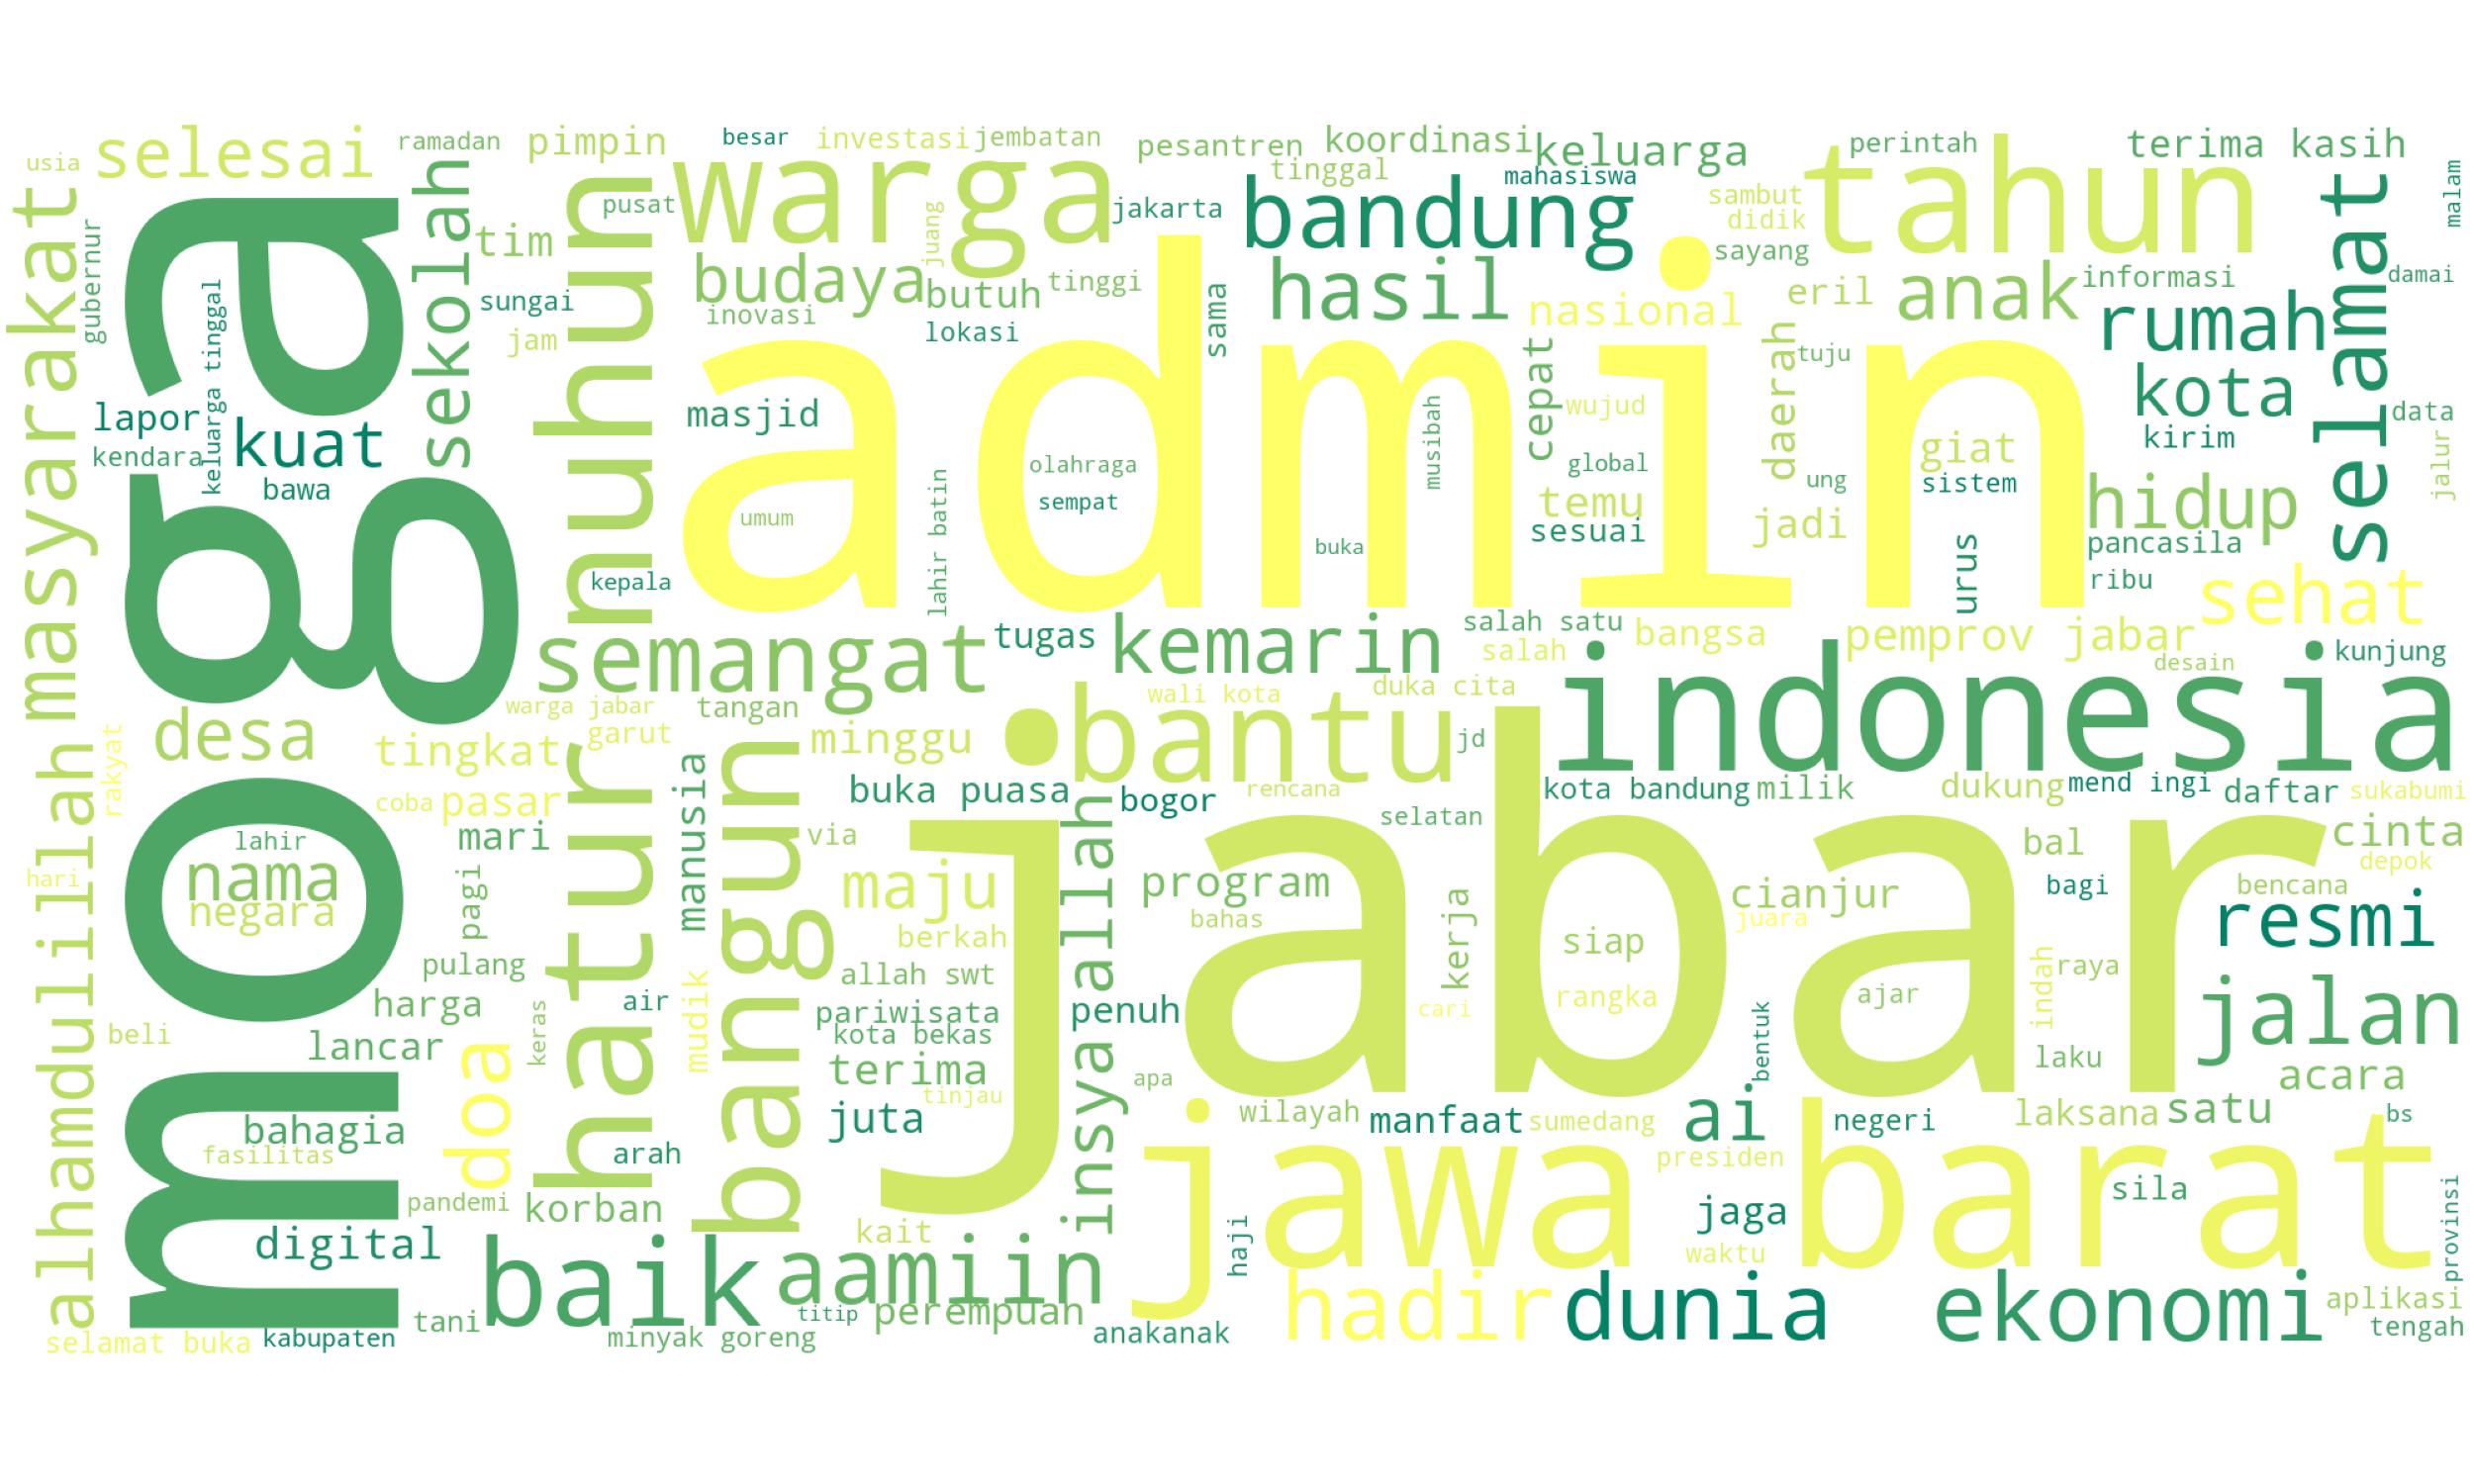 usia
selesai
ramadan
pimpin
besar
investasi
jembatan
pesantren
koordinasi
keluarga
perintah
terima kasih
tinggal
mahasiswa
malam
masyarakat
gubernur
moga
sekolah
tim
nuhun
pusat
warga
juang
jakarta
bandung
sambut
didik
sayang
tahun
selamat
sungai
jam
budaya
butuh
tinggi
inovasi
lokasi
sama
hasil
nasional
eril
anak
informasi
damai
rumah
admin
lapor
keluarga tinggal
kuat
kendara
bawa
masjid
olahraga
musibah
cepat
wujud
daerah
tuju
kota
data
kirim
jalur
umum
sempat
lahir batin
global
giat
sistem
ung
temu
sesuai
jadi
hidup
buka
kepala
urus
pancasila
ribu
sehat
semangat
tugas
kemarin
salah satu
salah
bangsa
pemprov jabar
desain
kunjung
desa
warga jabar
tangan
wali kota
duka cita
indonesia
alhamdulillah
rakyat
tingkat
garut
hatur
manusia
bangun
minggu
bantu
jd
coba
pasar
buka puasa
bogor
rencana
selatan
kota bandung
milik
dukung
mend ingi
daftar
sukabumi
lahir
nama
negara
hari
mari
via
jabar
insya allah
bal
cinta
depok
pagi
maju
program
bahas
kerja
siap
cianjur
juara
bagi
bencana
resmi
berkah
pulang
allah swt
harga
air
mudik
pariwisata
kota bekas
penuh
cari
rangka
ajar
indah
raya
jalan
beli
lancar
doa
keras
terima
tinjau
apa
bentuk
laku
acara
bahagia
fasilitas
arah
juta
wilayah
manfaat
sumedang
ai
negeri
laksana
satu
bs
presiden
pandemi
korban
kait
haji
jawa barat
jaga
waktu
sila
provinsi
digital
baik
aamiin
hadir
dunia
ekonomi
aplikasi
tengah
tani
titip
perempuan
selamat buka
kabupaten
minyak goreng
anakanak